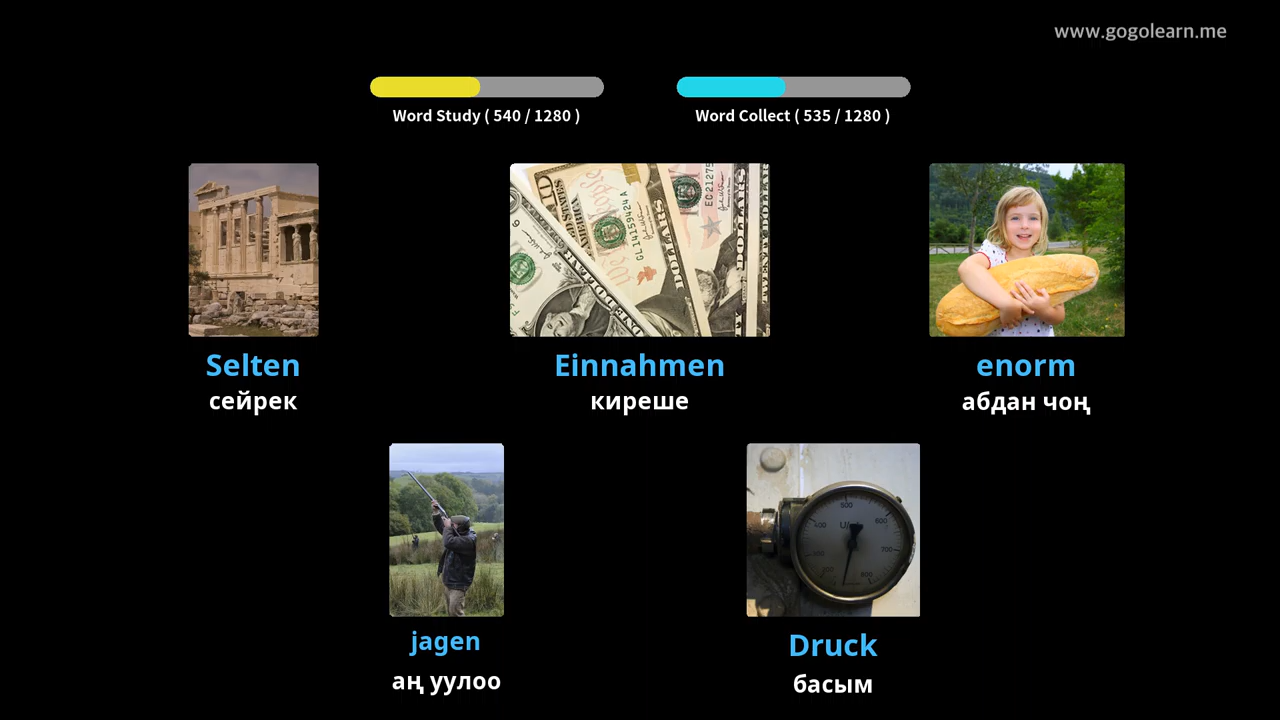 www.gogolearn.me
Word Study ( 540 / 1280 )
Word Collect ( 535 / 1280 )
Selten
Einnahmen
enorm
сейрек
киреше
абдан чоң
jagen
Druck
аң уулоо
басым